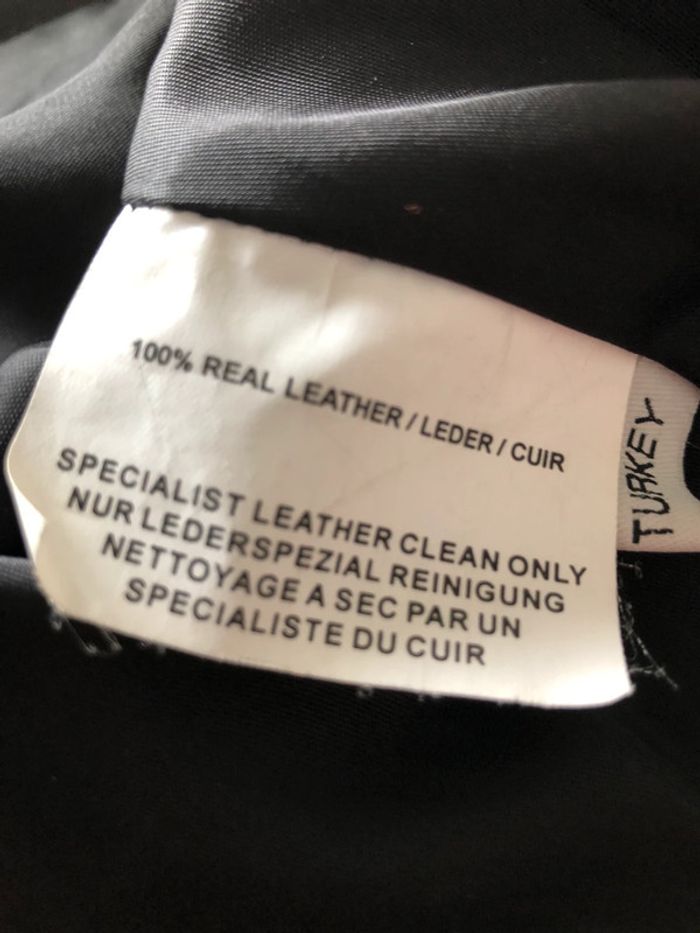 100% REAL LEATHER / LEDER / CUIR
SPECIALIST LEATHER CLEAN ONLY
NUR LEDERSPEZIAL REINIGUNG
NETTOYAGE A SEC PAR UN
SPECIALISTE DU CUIR
TURKEY